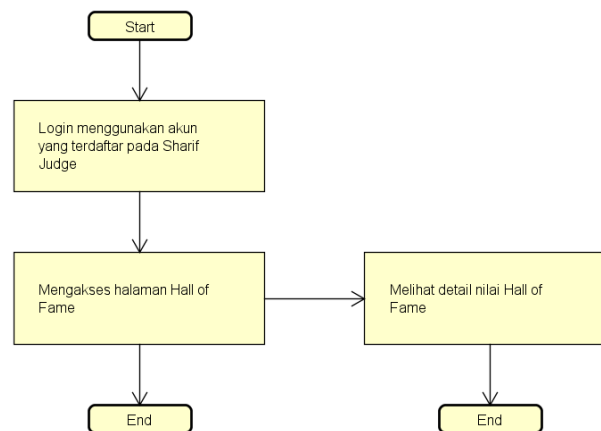 Start
Login menggunakan akun
yang terdaftar pada Sharif
Judge
Mengakses halaman Hall of
Fame
Melihat detail nilai Hall of
Fame
End
End